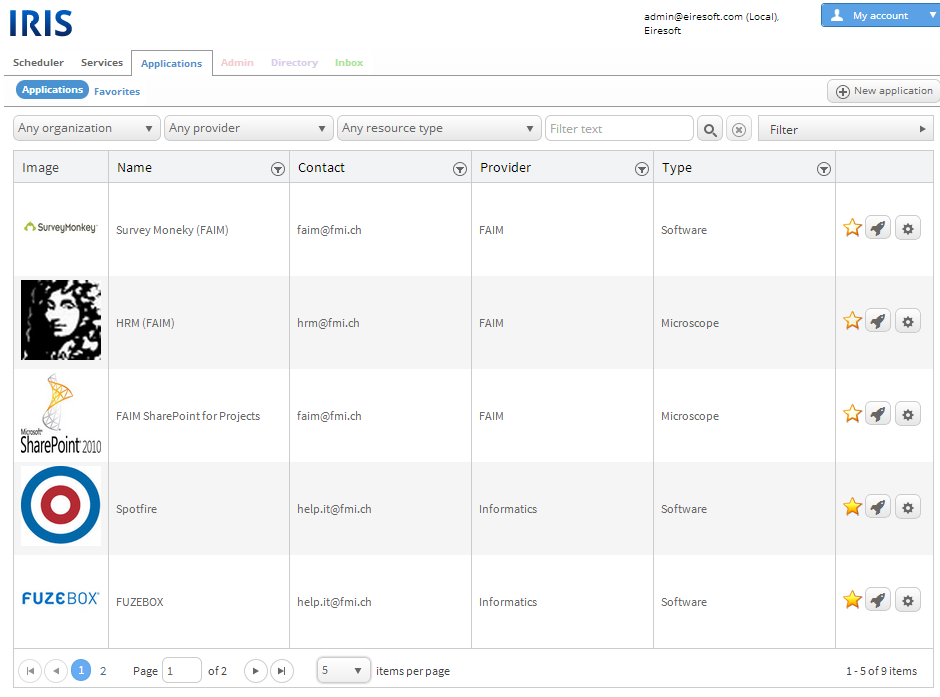 IRIS
admin@eiresoft.com (Local),
Eiresoft
My account
Scheduler Services Applications Admin Directory Inbox
Applications Favorites
New application
Any organization Any provider Any resource type Filter text Filter
Image Name Contact Provider Type
SurveyMonkey Survey Moneky (FAIM) faim@fmi.ch FAIM Software
HRM (FAIM) hrm@fmi.ch FAIM Microscope
Microsoft
SharePoint 2010 FAIM SharePoint for Projects faim@fmi.ch FAIM Microscope
Spotfire help.it@fmi.ch Informatics Software
FUZEBOX FUZEBOX help.it@fmi.ch Informatics Software
1 2 Page 1 of 2 5 items per page 1 - 5 of 9 items